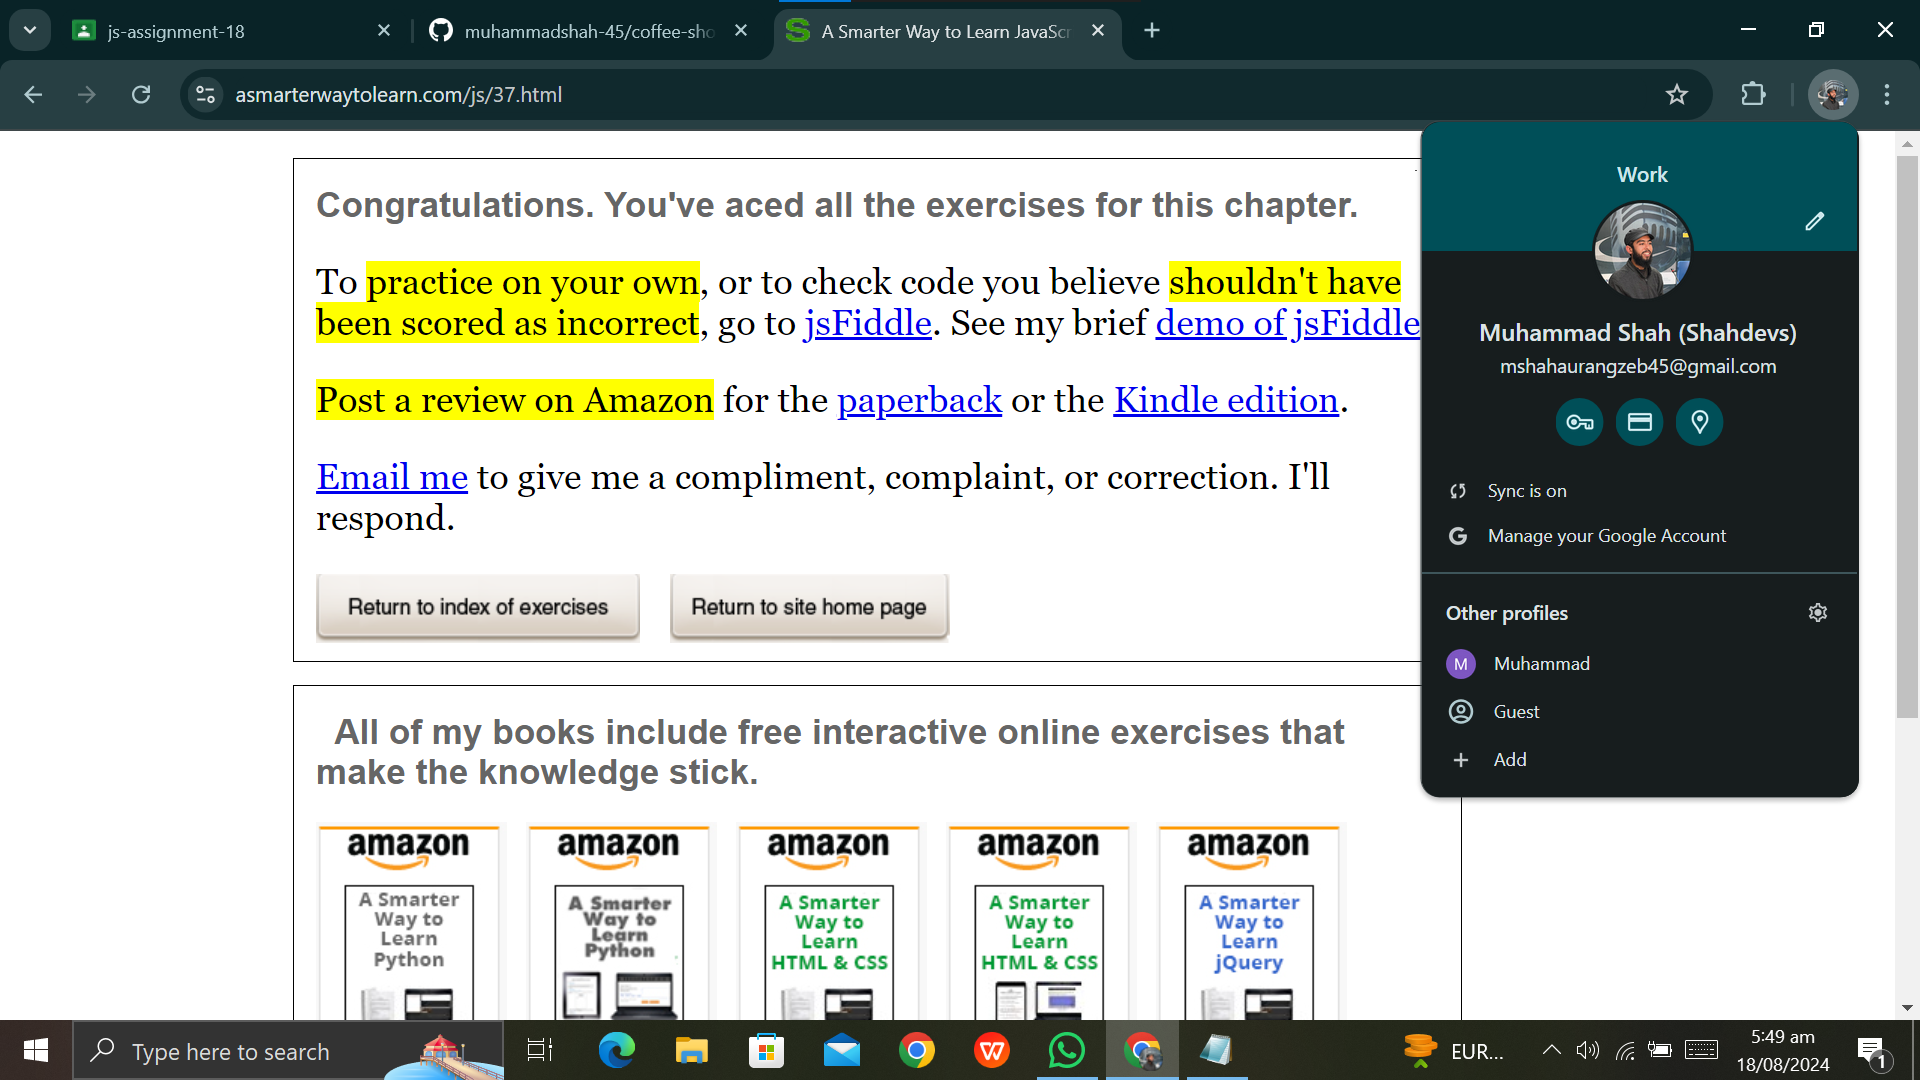 js-assignment-18
muhammadshah-45/coffee-sho
A Smarter Way to Learn JavaScr
asmarterwaytolearn.com/js/37.html
Congratulations. You've aced all the exercises for this chapter.
To practice on your own, or to check code you believe shouldn't have
been scored as incorrect, go to jsFiddle. See my brief demo of jsFiddle
Post a review on Amazon for the paperback or the Kindle edition.
Email me to give me a compliment, complaint, or correction. I'll
respond.
Return to index of exercises
Return to site home page
All of my books include free interactive online exercises that
make the knowledge stick.
amazon
A Smarter
Way to
Learn
Python
amazon
A Smarter
Way to
Learn
Python
amazon
A Smarter
Way to
Learn
HTML & CSS
amazon
A Smarter
Way to
Learn
HTML & CSS
amazon
A Smarter
Way to
Learn
jQuery
Work
Muhammad Shah (Shahdevs)
mshahaurangzeb45@gmail.com
Sync is on
Manage your Google Account
Other profiles
M
Muhammad
Guest
Add
Type here to search
EUR...
5:49 am
18/08/2024
1